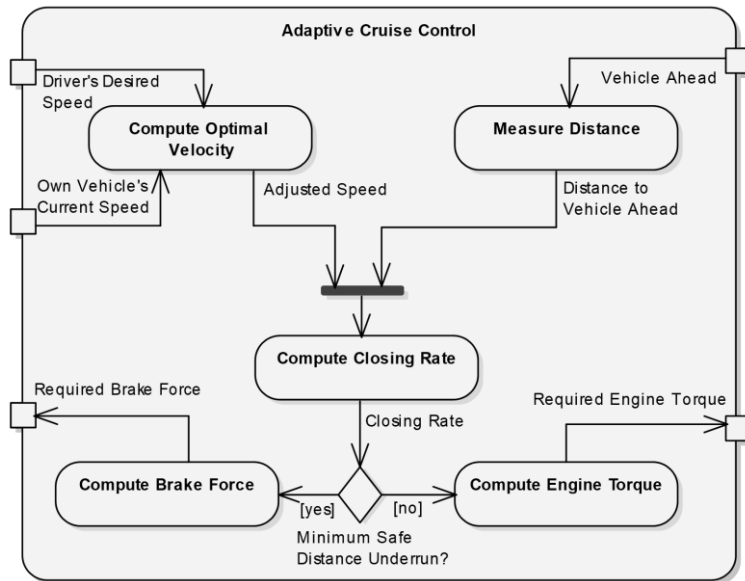 Adaptive Cruise Control
Driver's Desired
Speed
Vehicle Ahead
Compute Optimal
Velocity
Measure Distance
Own Vehicle's
Current Speed
Adjusted Speed
Distance to
Vehicle Ahead
Compute Closing Rate
Required Brake Force
Closing Rate
Required Engine Torque
Compute Brake Force
[yes]
[no]
Compute Engine Torque
Minimum Safe
Distance Underrun?